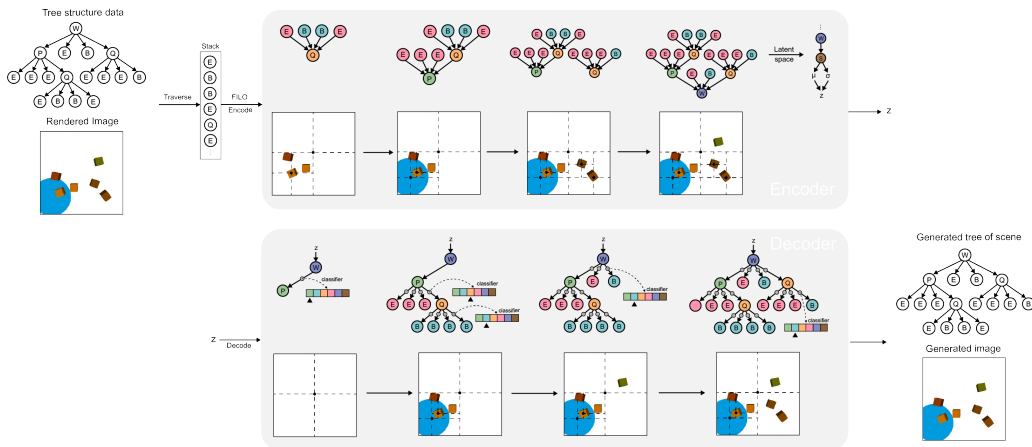 Tree structure data
W
P E B Q
E E E Q E E E B
E B B E
Rendered Image
Traverse
Stack
E
B
B
E
Q
E
FILO
Encode
E B B E
Q
E B B E
E E E Q
P
E B B E
E E E Q E E E B
P Q
E B B E
E E E Q E E E B
P E B Q
W
Latent
space
W
μ σ
z
z
Encoder
Decoder
z
Decode
z
W
P
classifier
z
W
P
E E E Q
B B B B
classifier
classifier
z
W
P E B
E E E Q
B B B B
classifier
z
W
P E B Q
E E E Q E E E B
B B B B
classifier
Generated tree of scene
W
P E B Q
E E E Q E E E B
E B B E
Generated image